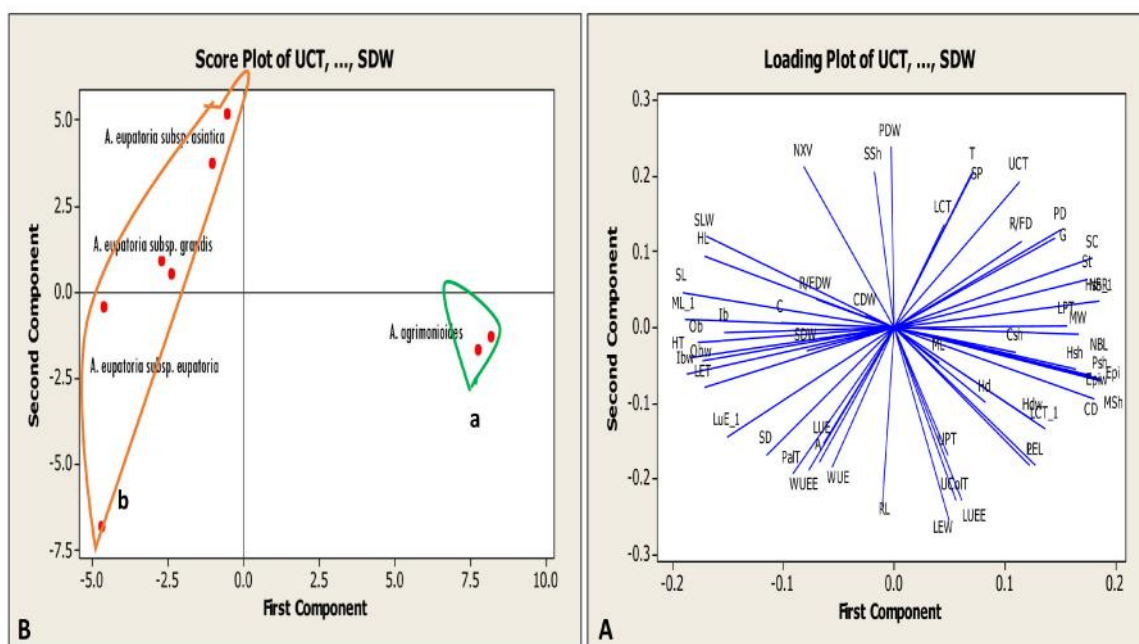 Score Plot of UCT, ..., SDW
Second Component
5.0
2.5
0.0
-2.5
-5.0
-7.5
A. eupatoria subsp. asiatica
A. eupatoria subsp. grandis
A. eupatoria subsp. eupatoria
A. agrimonioides
a
b
-5.0 -2.5 0.0 2.5 5.0 7.5 10.0
First Component
B
Loading Plot of UCT, ..., SDW
Second Component
0.3
0.2
0.1
0.0
-0.1
-0.2
-0.3
PDW
NXV SSh T
SP UCT
LCT R/FD PD
G
SLW
HL SC
St
SL R/FDW
CDW LPT
ML_1 Ib C MW
Ob SDW Csh NBL
HT Obw ML Hsh Psh
Ibw LET Epi
Epiw
Hd MSh
Hdw CD
LCT_1
LuE_1 LUE
SD A LEL
PalT
WUEE WUE UColT
RL LEW LUEE
-0.2 -0.1 0.0 0.1 0.2
First Component
A